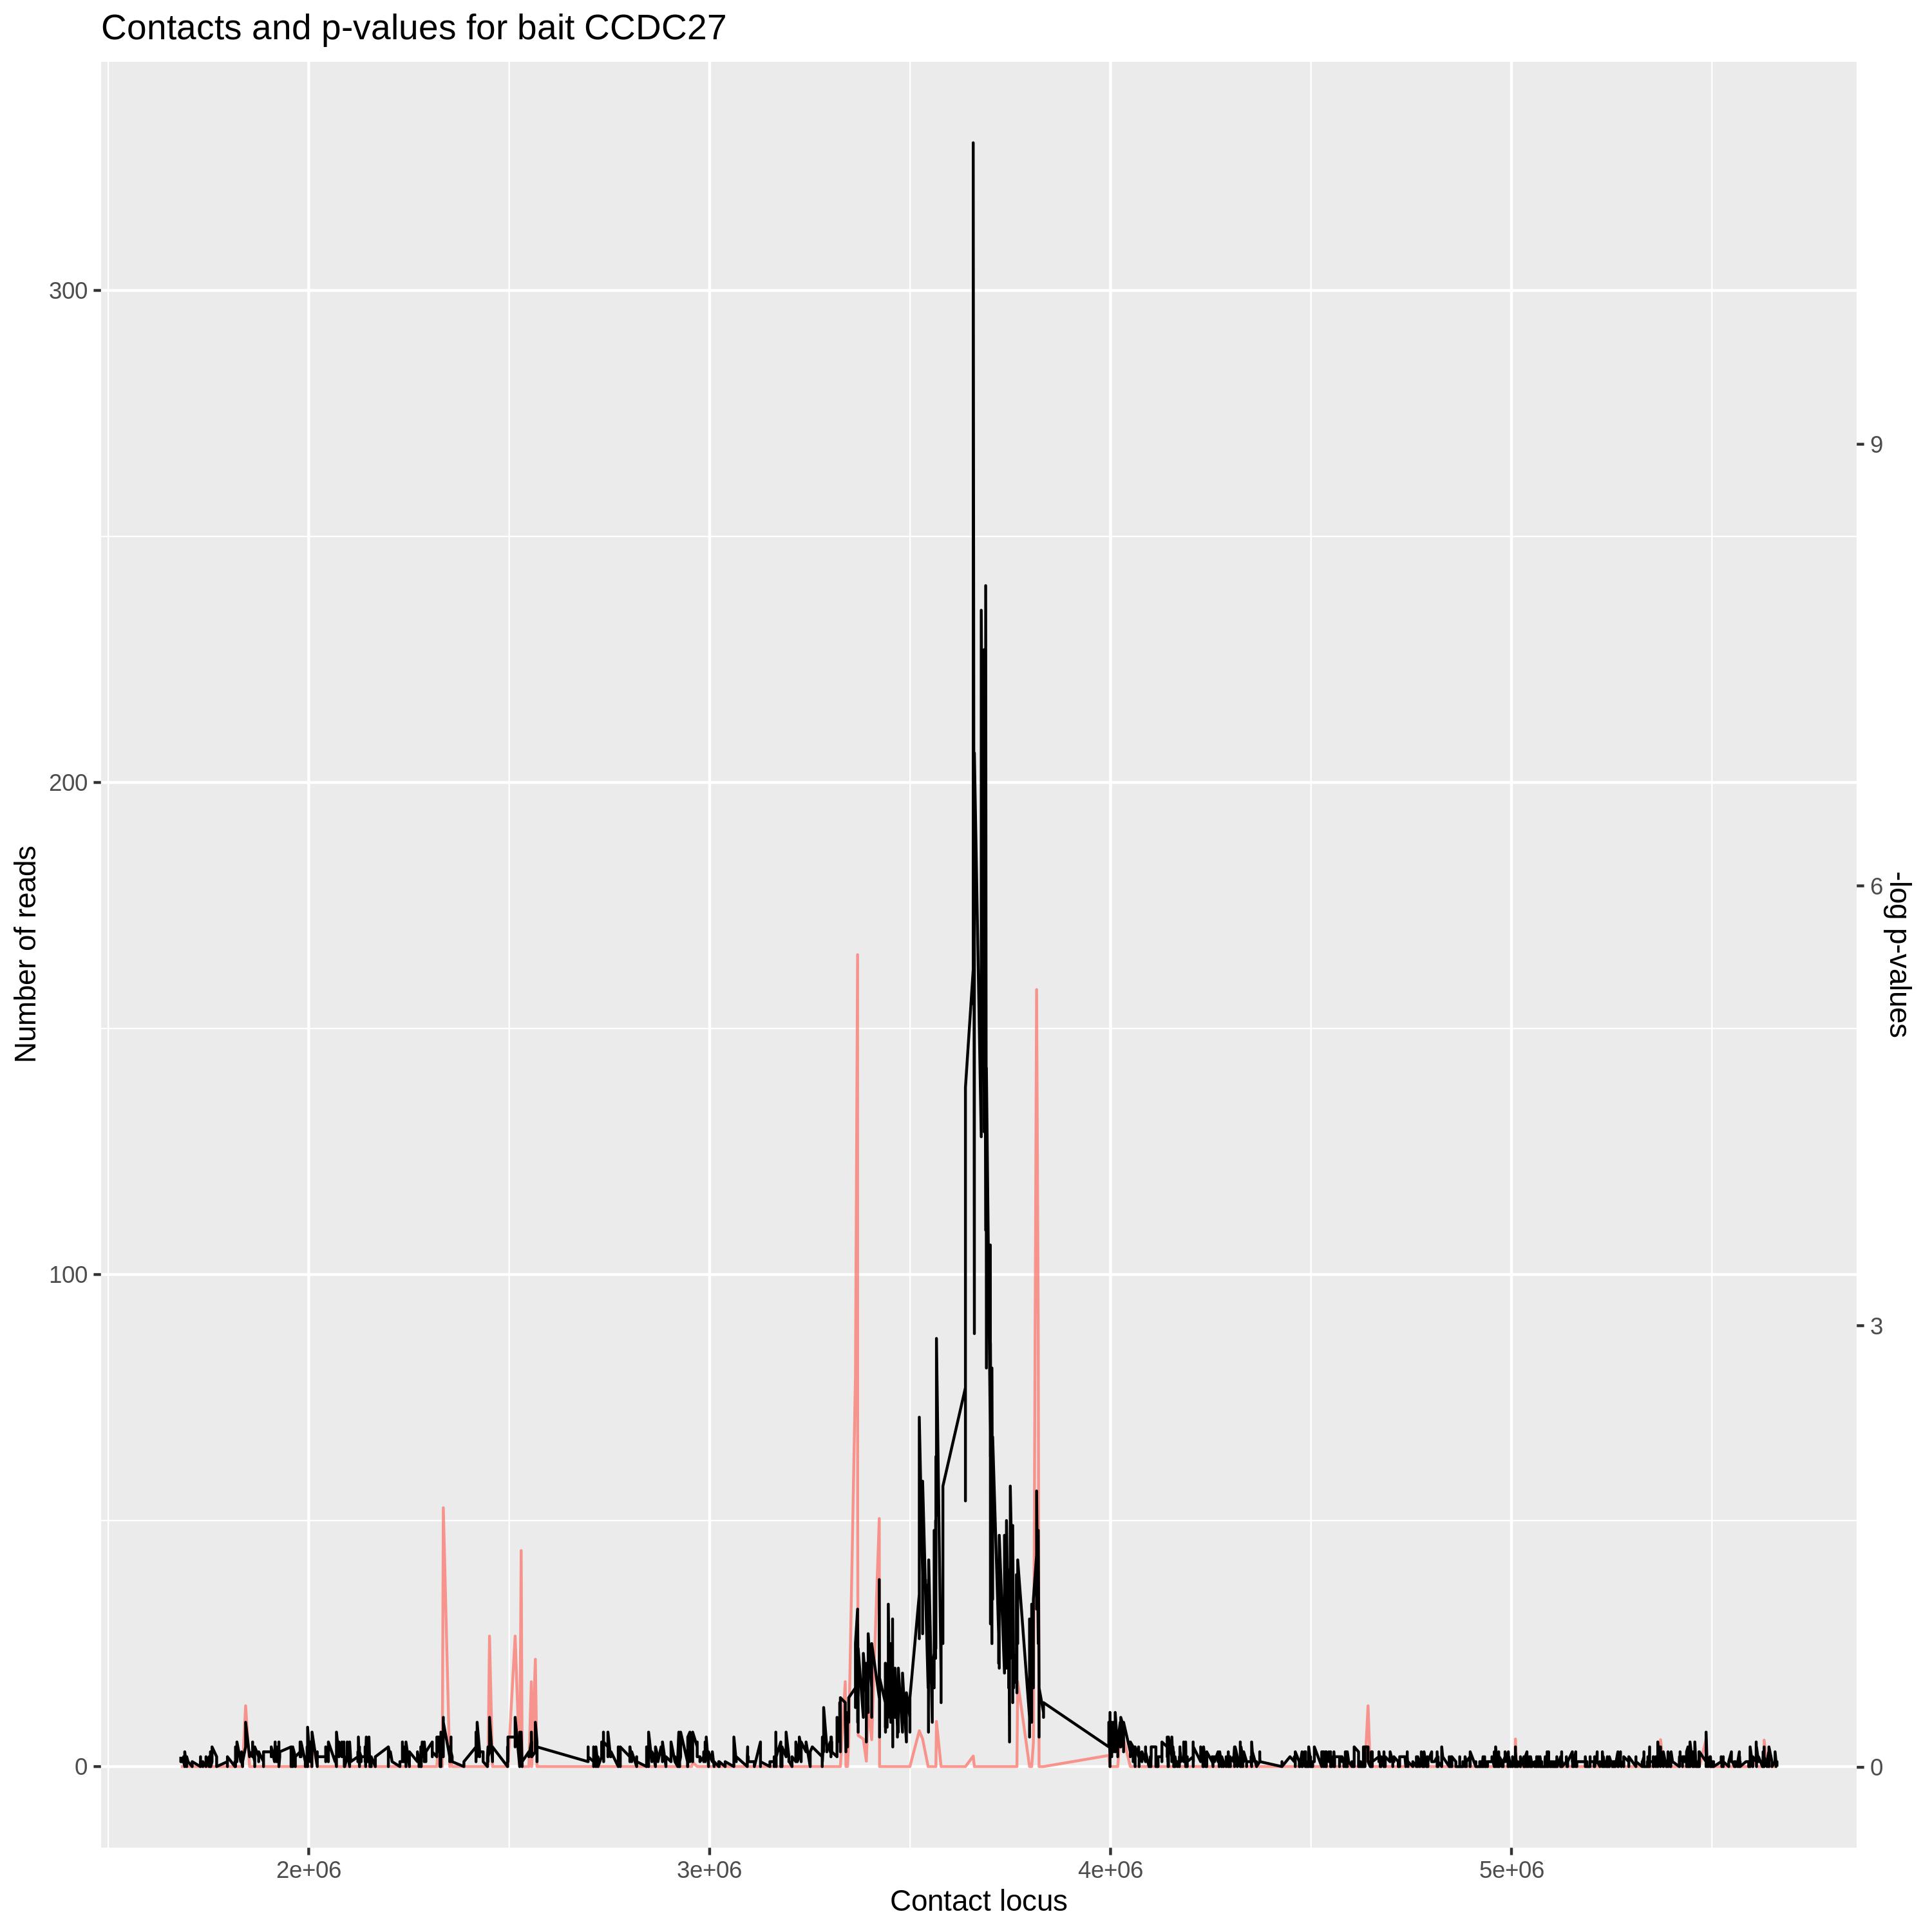 Contacts and p-values for bait CCDC27
Number of reads
300
200
100
0
9
6
3
0
-log p-values
2e+06
3e+06
4e+06
5e+06
Contact locus